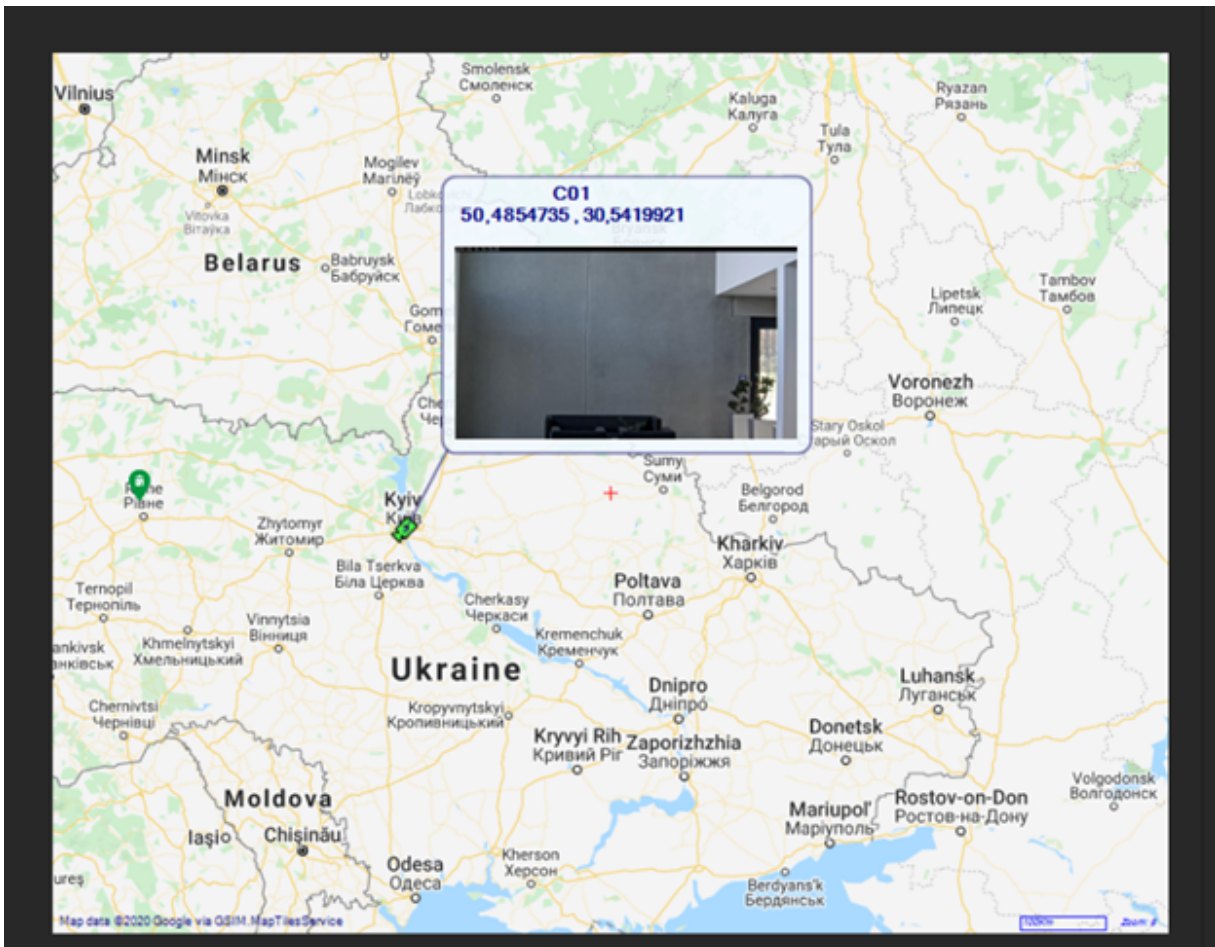 Smolensk
Смоленск
Vilnius
Kaluga
Калуга
Ryazan
Рязань
Tula
Тула
Minsk
Мінск
Mogilev
Магілёў
C01
50,4854735 , 30,5419921
Vitovka
Вітаўка
Belarus
Babruysk
Бабруйск
Tambov
Тамбов
Lipetsk
Липецк
Voronezh
Воронеж
Stary Oskol
Sumy
Суми
Belgorod
Белгород
Рівне
Kyiv
Zhytomyr
Житомир
Kharkiv
Харків
Bila Tserkva
Біла Церква
Poltava
Полтава
Ternopil
Тернопіль
Cherkasy
Черкаси
Vinnytsia
Вінниця
Kremenchuk
Кременчук
ankivsk
нківськ
Khmelnytskyi
Хмельницький
Ukraine
Luhansk
Луганськ
Dnipro
Дніпро
Chernivtsi
Чернівці
Kropyvnytskyi
Кропивницький
Donetsk
Донецьк
Kryvyi Rih
Кривий Ріг
Zaporizhzhia
Запоріжжя
Volgodonsk
Волгодонск
Moldova
Mariupol'
Маріуполь
Rostov-on-Don
Ростов-на-Дону
Iași
Chișinău
Odesa
Одеса
Kherson
Херсон
Berdyans'k
Бердянськ
ureș
Map data ©2020 Google via GSIM.MapTilesService
100Km